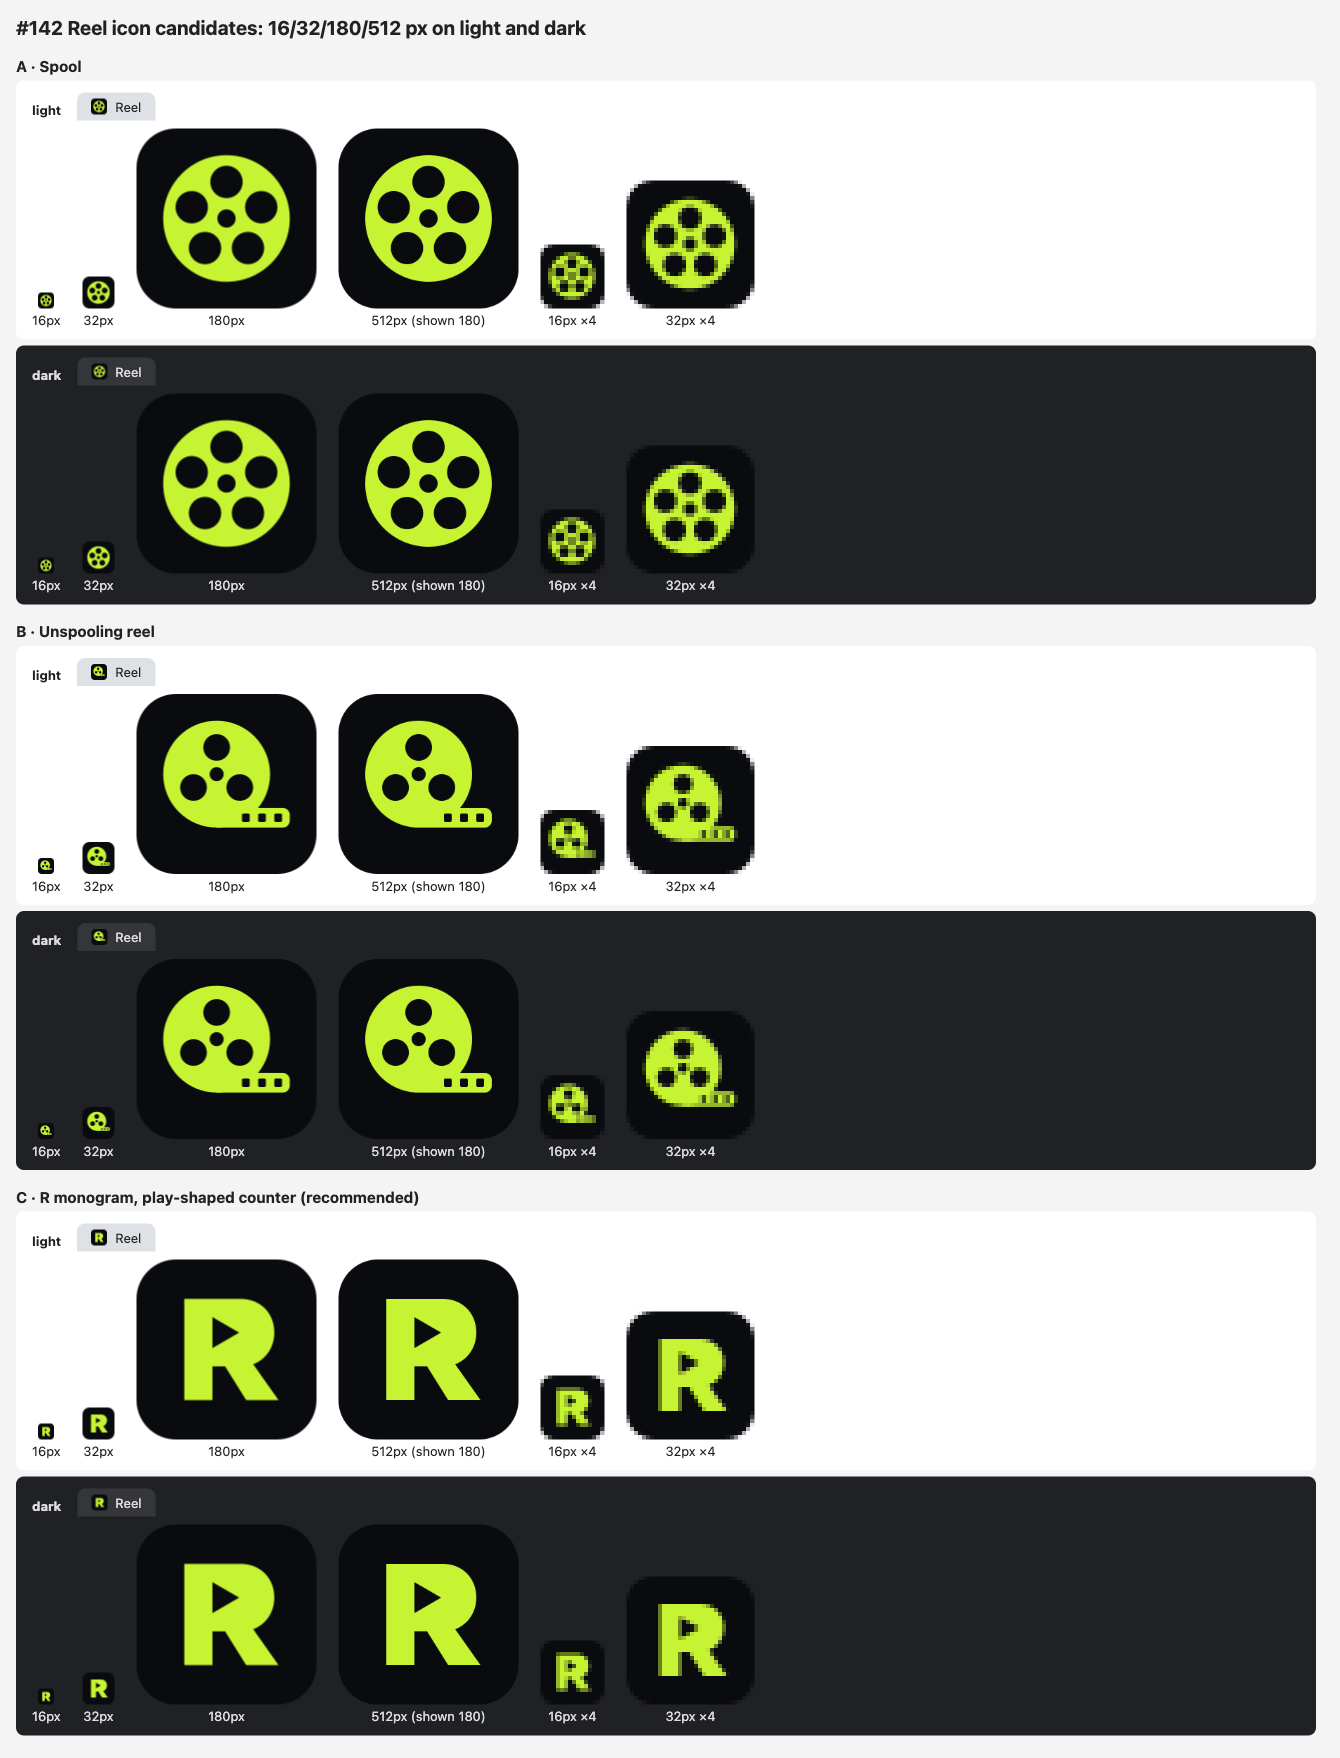 #142 Reel icon candidates: 16/32/180/512 px on light and dark
A · Spool
light
Reel
16px
32px
180px
512px (shown 180)
16px ×4
32px ×4
dark
Reel
16px
32px
180px
512px (shown 180)
16px ×4
32px ×4
B · Unspooling reel
light
Reel
16px
32px
180px
512px (shown 180)
16px ×4
32px ×4
dark
Reel
16px
32px
180px
512px (shown 180)
16px ×4
32px ×4
C · R monogram, play-shaped counter (recommended)
light
R
Reel
R
R
R
R
R
R
16px
32px
180px
512px (shown 180)
16px ×4
32px ×4
dark
R
Reel
R
R
R
R
R
R
16px
32px
180px
512px (shown 180)
16px ×4
32px ×4